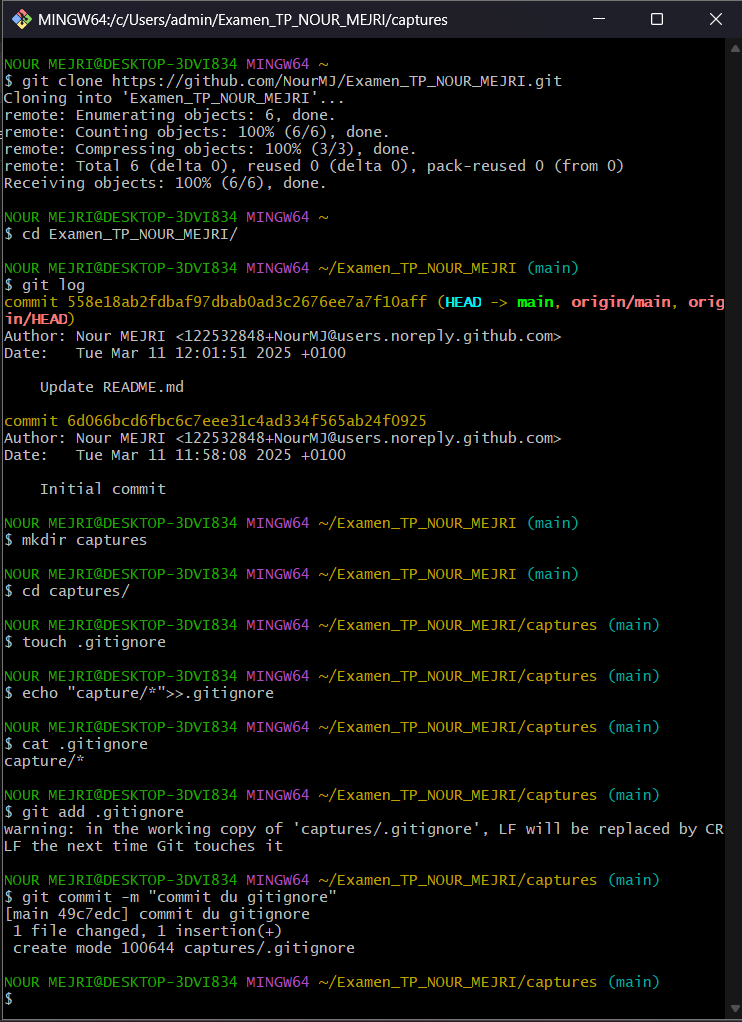 MINGW64:/c/Users/admin/Examen_TP_NOUR_MEJRI/captures
NOUR MEJRI@DESKTOP-3DVI834 MINGW64 ~
$ git clone https://github.com/NourMJ/Examen_TP_NOUR_MEJRI.git
Cloning into 'Examen_TP_NOUR_MEJRI'...
remote: Enumerating objects: 6, done.
remote: Counting objects: 100% (6/6), done.
remote: Compressing objects: 100% (3/3), done.
remote: Total 6 (delta 0), reused 0 (delta 0), pack-reused 0 (from 0)
Receiving objects: 100% (6/6), done.
NOUR MEJRI@DESKTOP-3DVI834 MINGW64 ~
$ cd Examen_TP_NOUR_MEJRI/
NOUR MEJRI@DESKTOP-3DVI834 MINGW64 ~/Examen_TP_NOUR_MEJRI (main)
$ git log
commit 558e18ab2fdbaf97dbab0ad3c2676ee7a7f10aff (HEAD -> main, origin/main, orig
in/HEAD)
Author: Nour MEJRI <122532848+NourMJ@users.noreply.github.com>
Date:   Tue Mar 11 12:01:51 2025 +0100
Update README.md
commit 6d066bcd6fbc6c7eee31c4ad334f565ab24f0925
Author: Nour MEJRI <122532848+NourMJ@users.noreply.github.com>
Date:   Tue Mar 11 11:58:08 2025 +0100
Initial commit
NOUR MEJRI@DESKTOP-3DVI834 MINGW64 ~/Examen_TP_NOUR_MEJRI (main)
$ mkdir captures
NOUR MEJRI@DESKTOP-3DVI834 MINGW64 ~/Examen_TP_NOUR_MEJRI (main)
$ cd captures/
NOUR MEJRI@DESKTOP-3DVI834 MINGW64 ~/Examen_TP_NOUR_MEJRI/captures (main)
$ touch .gitignore
NOUR MEJRI@DESKTOP-3DVI834 MINGW64 ~/Examen_TP_NOUR_MEJRI/captures (main)
$ echo "capture/*">>.gitignore
NOUR MEJRI@DESKTOP-3DVI834 MINGW64 ~/Examen_TP_NOUR_MEJRI/captures (main)
$ cat .gitignore
capture/*
NOUR MEJRI@DESKTOP-3DVI834 MINGW64 ~/Examen_TP_NOUR_MEJRI/captures (main)
$ git add .gitignore
warning: in the working copy of 'captures/.gitignore', LF will be replaced by CR
LF the next time Git touches it
NOUR MEJRI@DESKTOP-3DVI834 MINGW64 ~/Examen_TP_NOUR_MEJRI/captures (main)
$ git commit -m "commit du gitignore"
[main 49c7edc] commit du gitignore
1 file changed, 1 insertion(+)
create mode 100644 captures/.gitignore
NOUR MEJRI@DESKTOP-3DVI834 MINGW64 ~/Examen_TP_NOUR_MEJRI/captures (main)
$